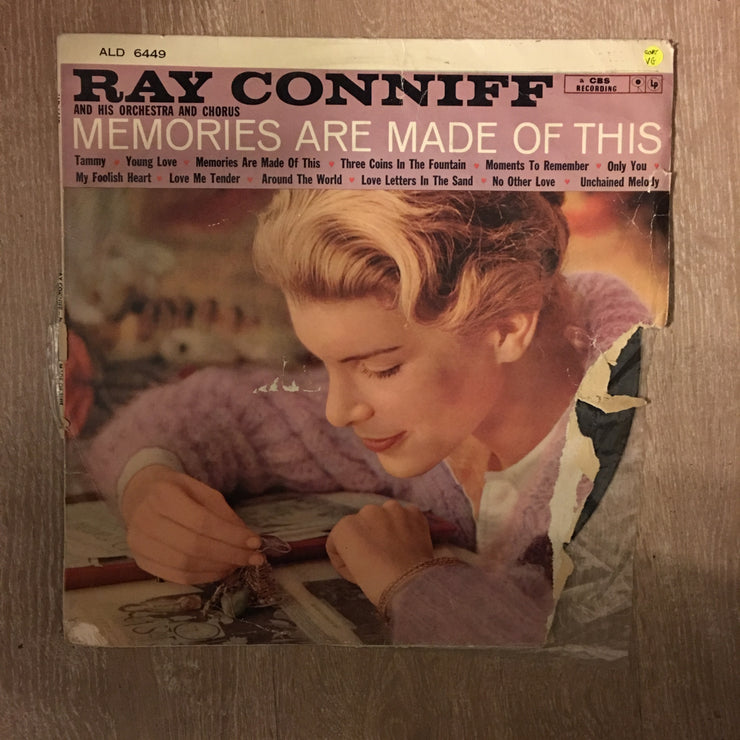 ALD 6449
VG
RAY CONNIFF
a CBS
RECORDING
LP
AND HIS ORCHESTRA AND CHORUS
MEMORIES ARE MADE OF THIS
Tammy ♥ Young Love ♥ Memories Are Made Of This ♥ Three Coins In The Fountain ♥ Moments To Remember ♥ Only You ♥
My Foolish Heart ♥ Love Me Tender ♥ Around The World ♥ Love Letters In The Sand ♥ No Other Love ♥ Unchained Melody